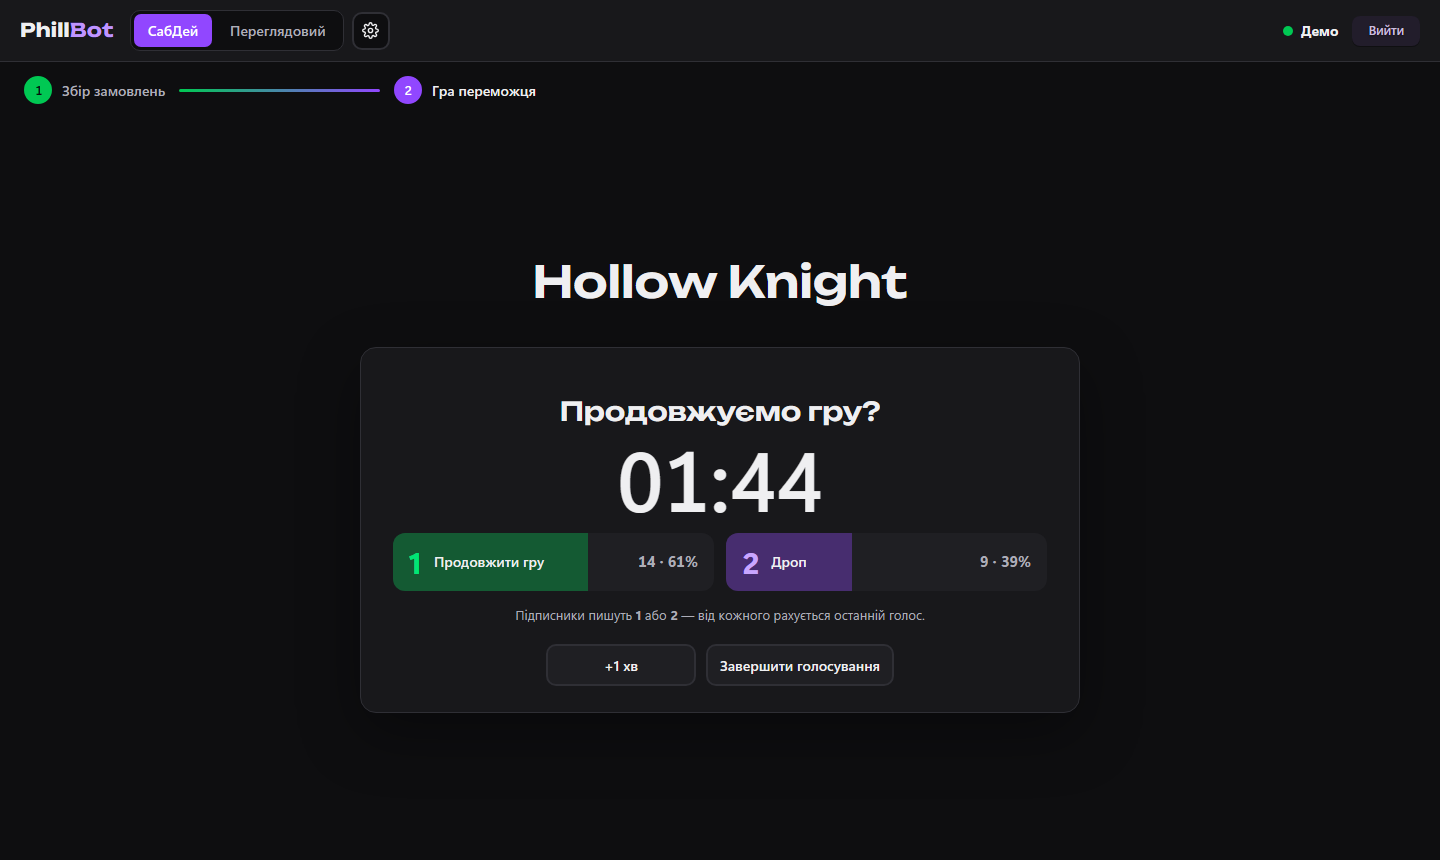 PhillBot СабДей Переглядовий Демо Вийти
1 Збір замовлень 2 Гра переможця
Hollow Knight
Продовжуємо гру?
01:44
1 Продовжити гру 14 · 61% 2 Дроп 9 · 39%
Підписники пишуть 1 або 2 — від кожного рахується останній голос.
+1 хв Завершити голосування